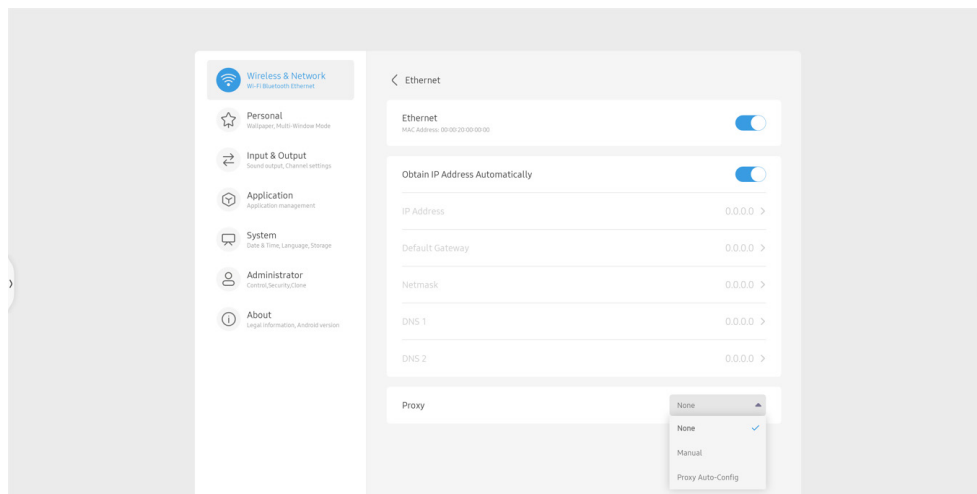 Wireless & Network
Wi-Fi Bluetooth Ethernet
Personal
Wallpaper, Multi-Window Mode
Input & Output
Sound output, Channel settings
Application
Application management
System
Date & Time, Language, Storage
Administrator
Control,Security,Clone
About
Legal information, Android version
Ethernet
Ethernet
MAC Address: 00:00:20:00:00:00
Obtain IP Address Automatically
IP Address 0.0.0.0
Default Gateway 0.0.0.0
Netmask 0.0.0.0
DNS 1 0.0.0.0
DNS 2 0.0.0.0
Proxy None
None
Manual
Proxy Auto-Config